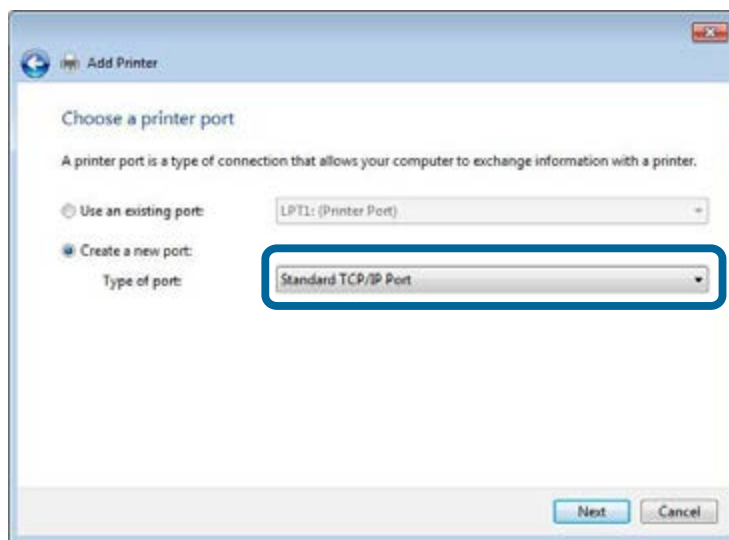 Add Printer
Choose a printer port
A printer port is a type of connection that allows your computer to exchange information with a printer.
Use an existing port:
LPT1: (Printer Port)
Create a new port:
Type of port:
Standard TCP/IP Port
Next
Cancel